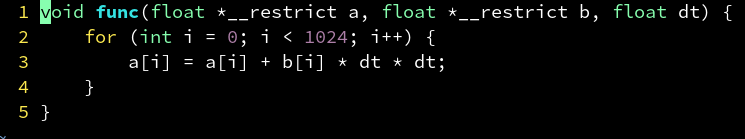 1 void func(float *__restrict a, float *__restrict b, float dt) {
2     for (int i = 0; i < 1024; i++) {
3         a[i] = a[i] + b[i] * dt * dt;
4     }
5 }
~